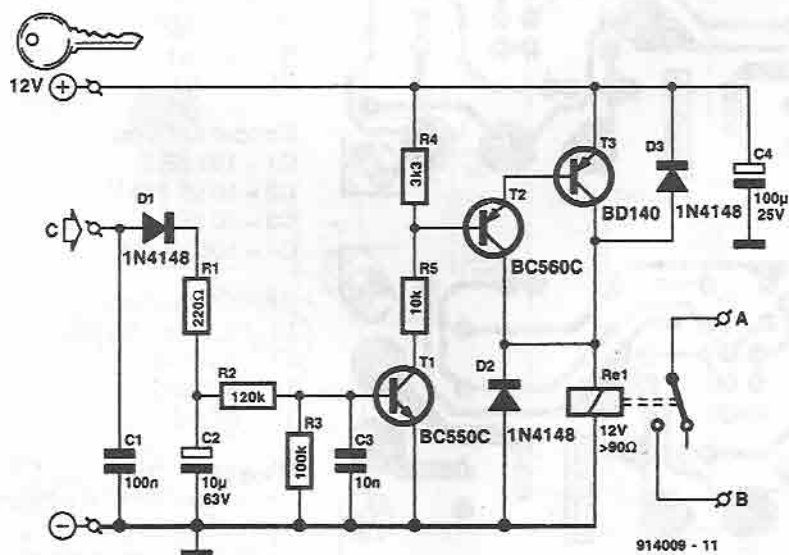 12V +
R4
3k3
T3
D3
C4
T2
D1
BD140
1N4148
100µ
25V
C
1N4148
R1
BC560C
220Ω
R5
10k
A
T1
D2
Re1
R2
120k
BC550C
1N4148
12V
>90Ω
C1
100n
C2
10µ
63V
R3
100k
C3
10n
B
−
914009 - 11